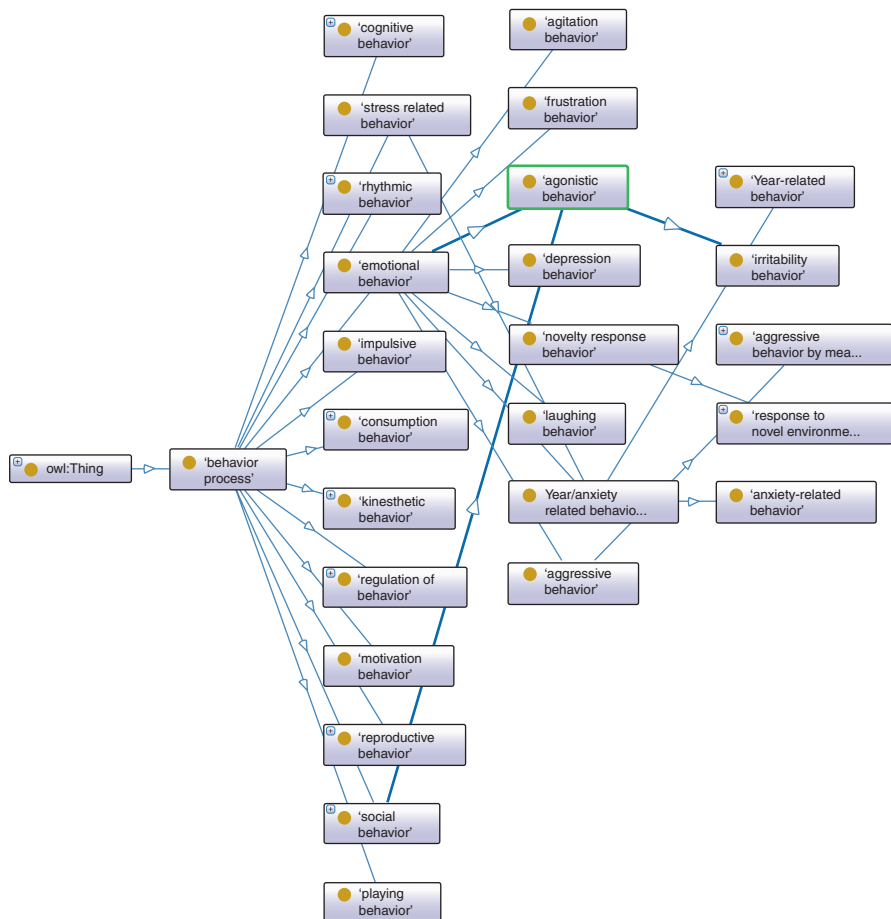 owl:Thing
‘behavior
process’
‘cognitive
behavior’
‘stress related
behavior’
‘rhythmic
behavior’
‘emotional
behavior’
‘impulsive
behavior’
‘consumption
behavior’
‘kinesthetic
behavior’
‘regulation of
behavior’
‘motivation
behavior’
‘reproductive
behavior’
‘social
behavior’
‘playing
behavior’
‘agitation
behavior’
‘frustration
behavior’
‘agonistic
behavior’
‘depression
behavior’
‘novelty response
behavior’
‘laughing
behavior’
Year/anxiety
related behavio...
‘aggressive
behavior’
‘Year-related
behavior’
‘irritability
behavior’
‘aggressive
behavior by mea...
‘response to
novel environme...
‘anxiety-related
behavior’